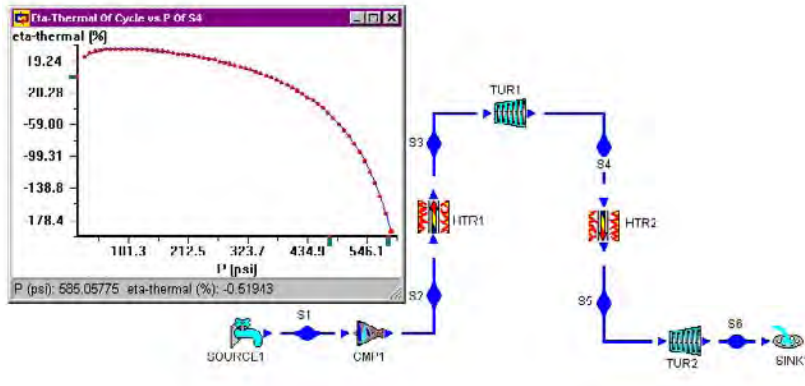 Eta-Thermal Of Cycle vs.P Of S4
eta-thermal [%]
19.24
-20.28
-59.00
-99.31
-138.8
178.4
101.3 212.5 323.7 434.9 546.1
P [psi]
P (psi): 585.05775 eta-thermal (%): -0.51943
TUR1
S3
S4
HTR1
HTR2
S2
S5
S1
S6
SOURCE1
CMP1
TUR2
SINK1